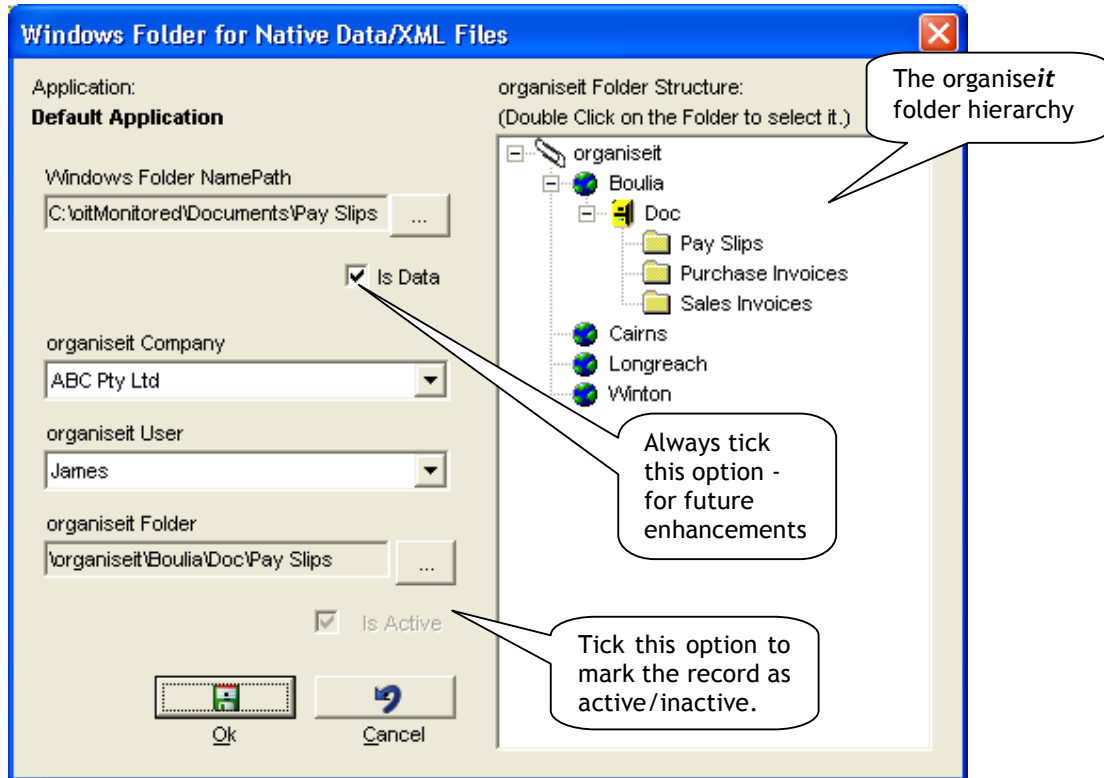 Windows Folder for Native Data/XML Files
Application:
Default Application
Windows Folder NamePath
C:\oitMonitored\Documents\Pay Slips
...
Is Data
organiseit Company
ABC Pty Ltd
organiseit User
James
organiseit Folder
\organiseit\Boulia\Doc\Pay Slips
...
Is Active
Ok
Cancel
organiseit Folder Structure:
(Double Click on the Folder to select it.)
organiseit
Boulia
Doc
Pay Slips
Purchase Invoices
Sales Invoices
Cairns
Longreach
Winton
The organiseit
folder hierarchy
Always tick
this option -
for future
enhancements
Tick this option to
mark the record as
active/inactive.